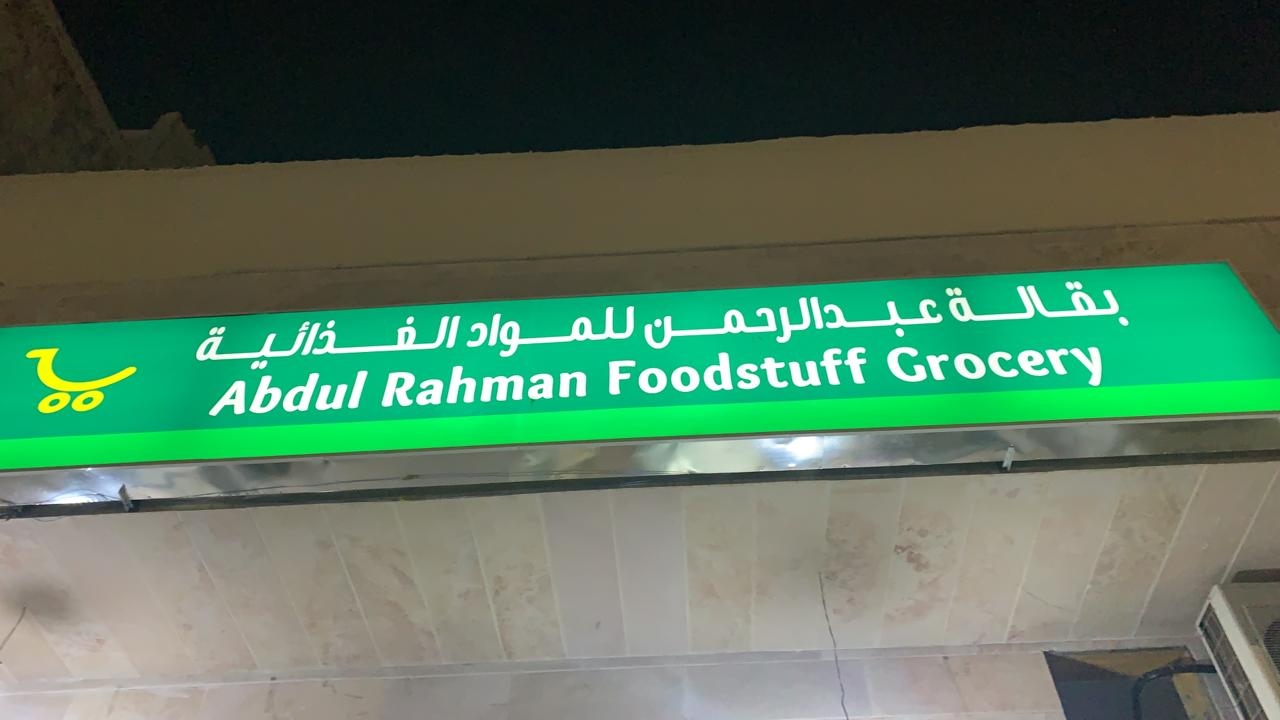 بقالة عبدالرحمن للمواد الغذائية
Abdul Rahman Foodstuff Grocery